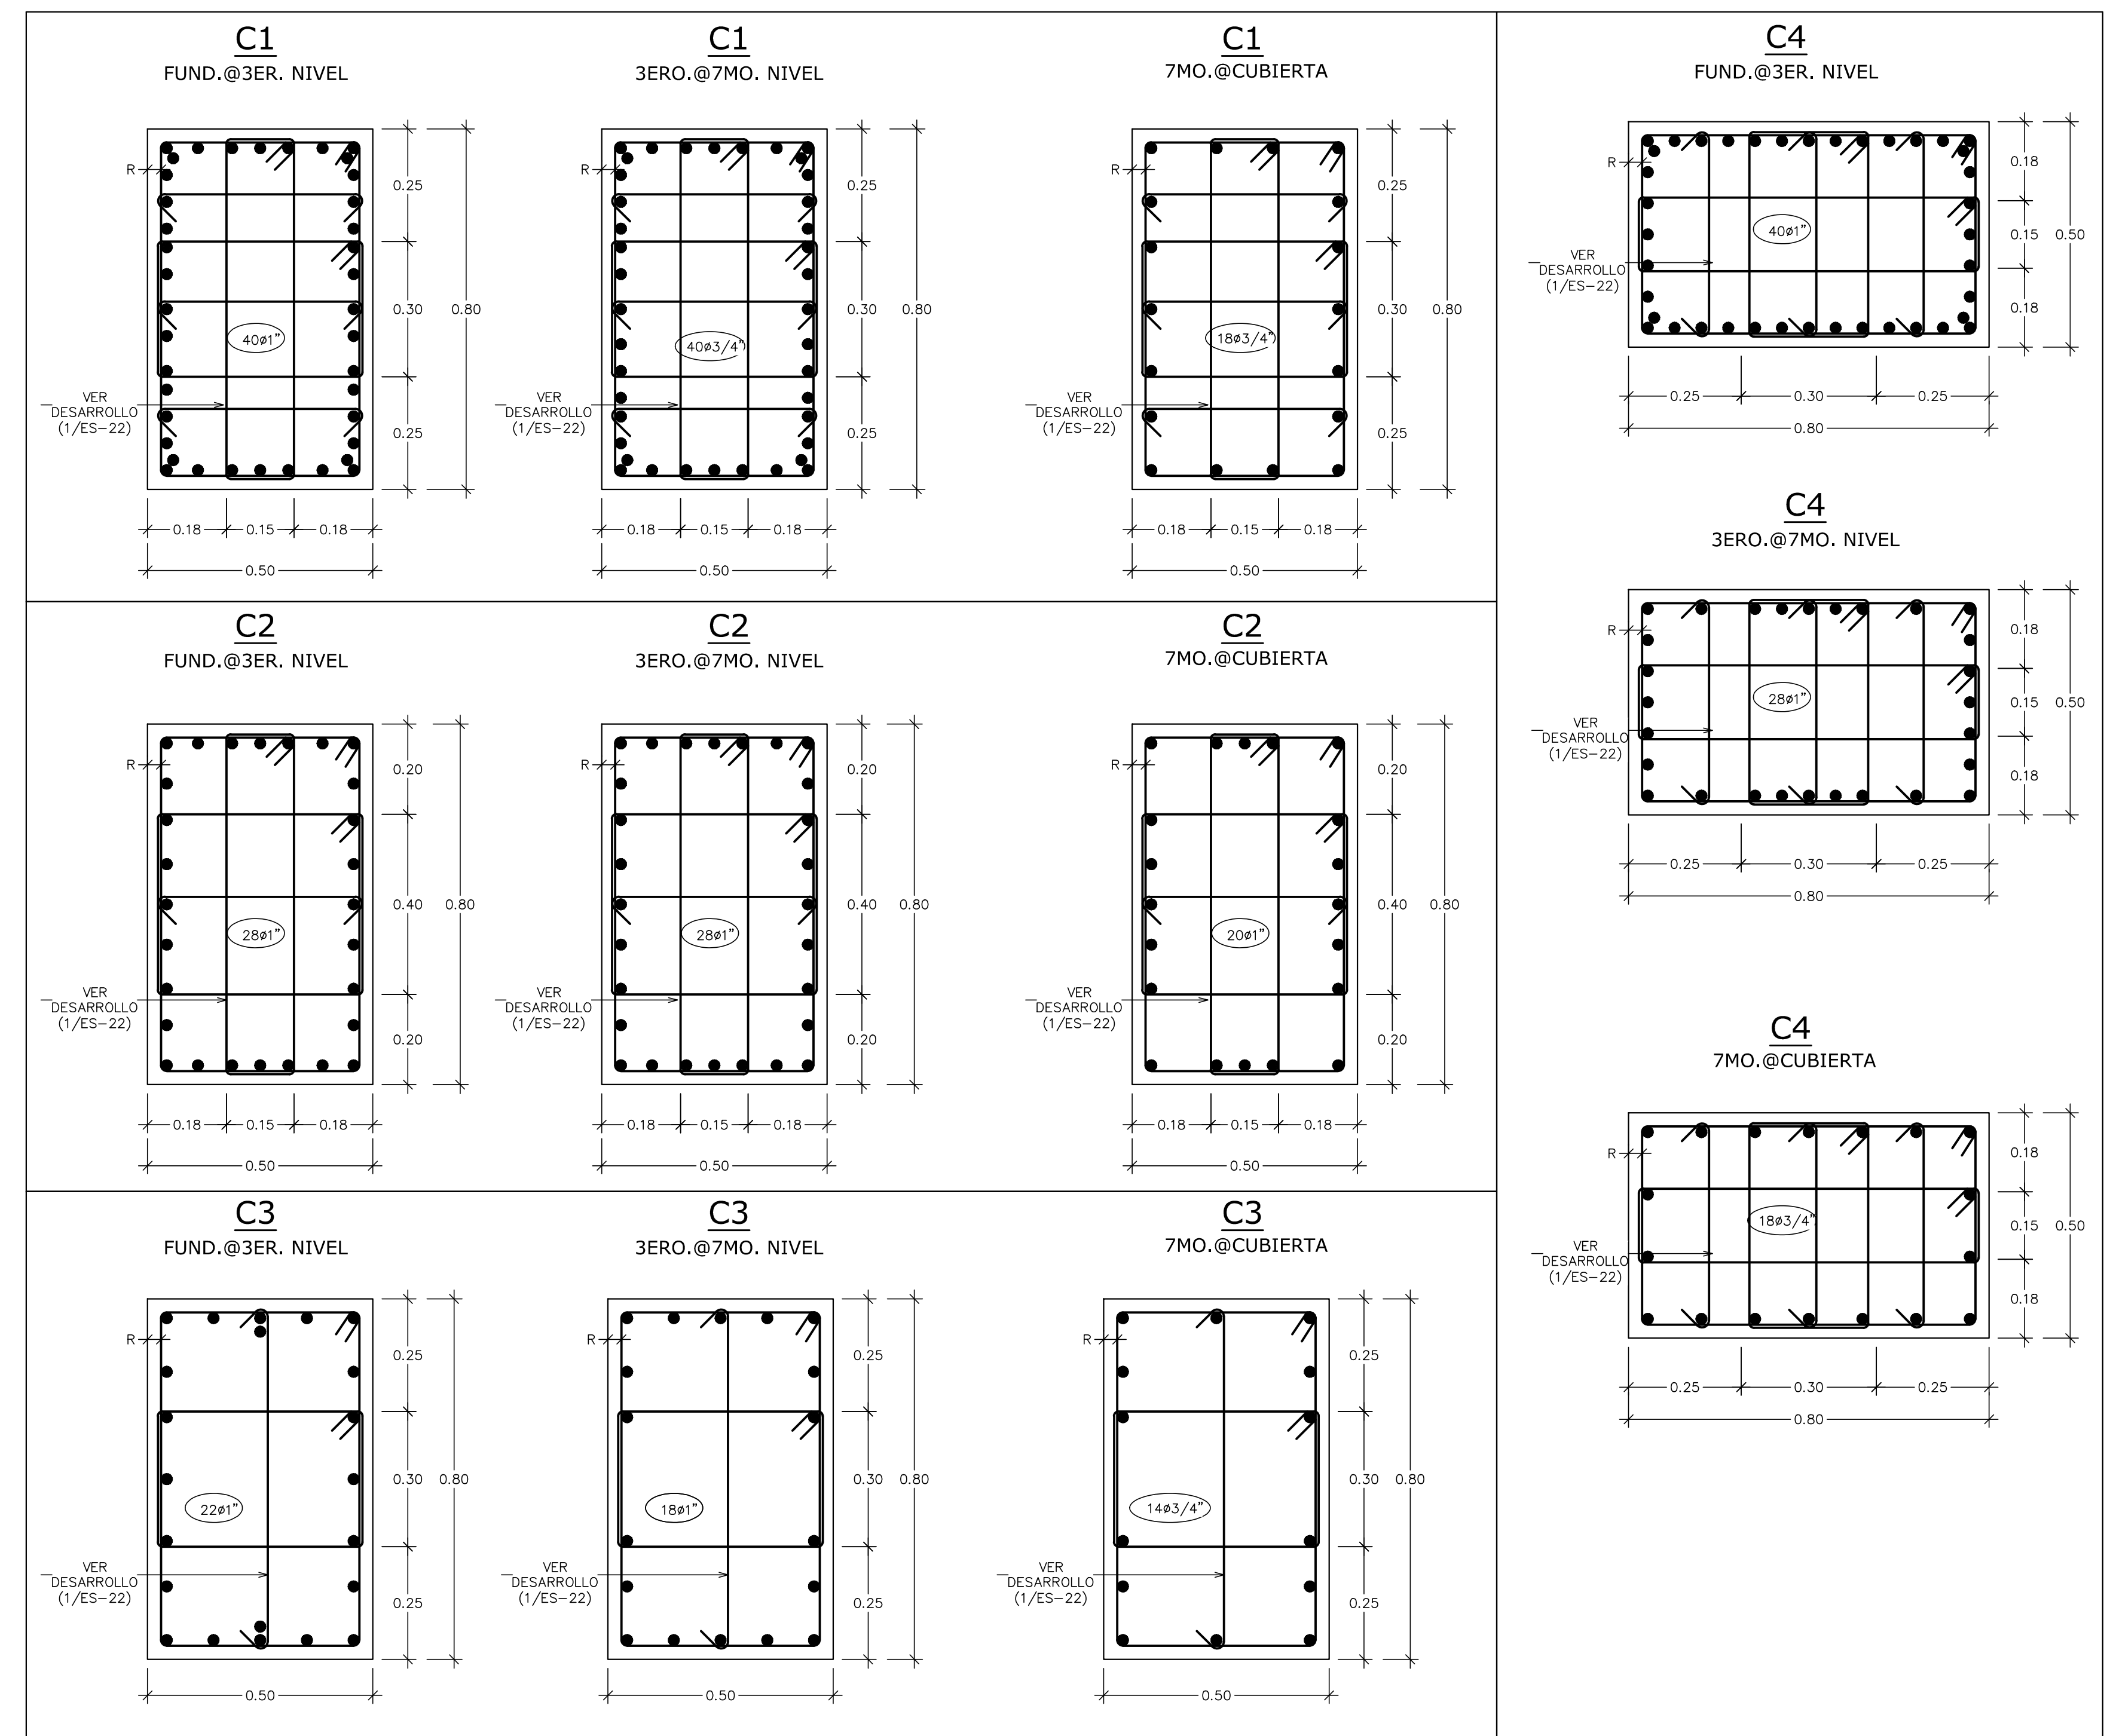 C1
FUND.@3ER. NIVEL
R
0.25
0.30
0.25
0.80
40ø1"
VER
DESARROLLO
(1/ES-22)
0.18
0.15
0.18
0.50
C1
3ERO.@7MO. NIVEL
R
0.25
0.30
0.25
0.80
40ø3/4"
VER
DESARROLLO
(1/ES-22)
0.18
0.15
0.18
0.50
C1
7MO.@CUBIERTA
R
0.25
0.30
0.25
0.80
18ø3/4"
VER
DESARROLLO
(1/ES-22)
0.18
0.15
0.18
0.50
C2
FUND.@3ER. NIVEL
R
0.20
0.40
0.20
0.80
28ø1"
VER
DESARROLLO
(1/ES-22)
0.18
0.15
0.18
0.50
C2
3ERO.@7MO. NIVEL
R
0.20
0.40
0.20
0.80
28ø1"
VER
DESARROLLO
(1/ES-22)
0.18
0.15
0.18
0.50
C2
7MO.@CUBIERTA
R
0.20
0.40
0.20
0.80
20ø1"
VER
DESARROLLO
(1/ES-22)
0.18
0.15
0.18
0.50
C3
FUND.@3ER. NIVEL
R
0.25
0.30
0.25
0.80
22ø1"
VER
DESARROLLO
(1/ES-22)
0.50
C3
3ERO.@7MO. NIVEL
R
0.25
0.30
0.25
0.80
18ø1"
VER
DESARROLLO
(1/ES-22)
0.50
C3
7MO.@CUBIERTA
R
0.25
0.30
0.25
0.80
14ø3/4"
VER
DESARROLLO
(1/ES-22)
0.50
C4
FUND.@3ER. NIVEL
R
0.18
0.15
0.18
0.50
40ø1"
VER
DESARROLLO
(1/ES-22)
0.25
0.30
0.25
0.80
C4
3ERO.@7MO. NIVEL
R
0.18
0.15
0.18
0.50
28ø1"
VER
DESARROLLO
(1/ES-22)
0.25
0.30
0.25
0.80
C4
7MO.@CUBIERTA
R
0.18
0.15
0.18
0.50
18ø3/4"
VER
DESARROLLO
(1/ES-22)
0.25
0.30
0.25
0.80